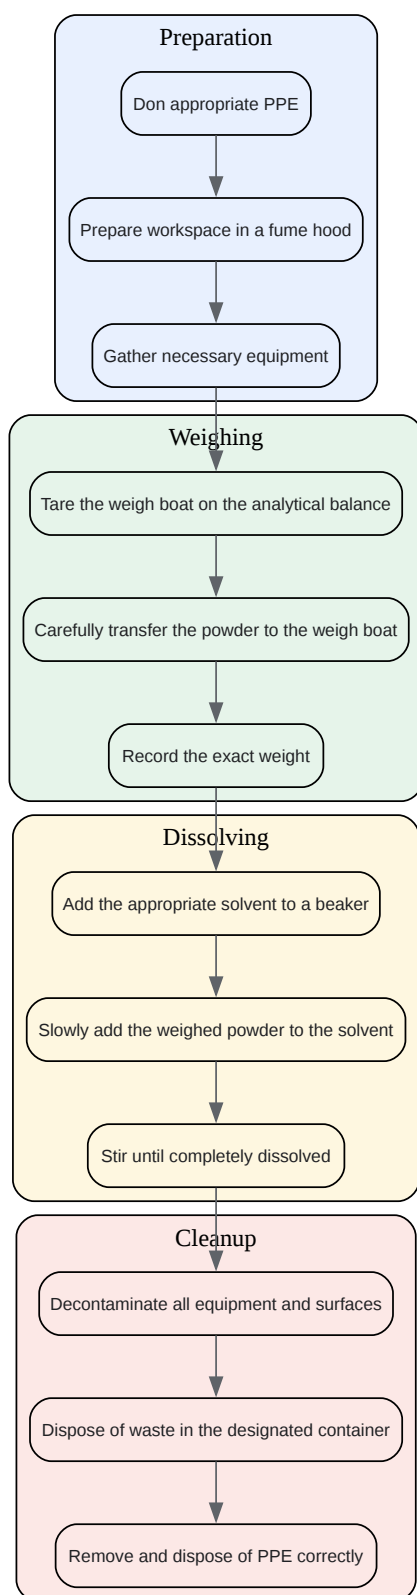 Preparation
Don appropriate PPE
Prepare workspace in a fume hood
Gather necessary equipment
Weighing
Tare the weigh boat on the analytical balance
Carefully transfer the powder to the weigh boat
Record the exact weight
Dissolving
Add the appropriate solvent to a beaker
Slowly add the weighed powder to the solvent
Stir until completely dissolved
Cleanup
Decontaminate all equipment and surfaces
Dispose of waste in the designated container
Remove and dispose of PPE correctly